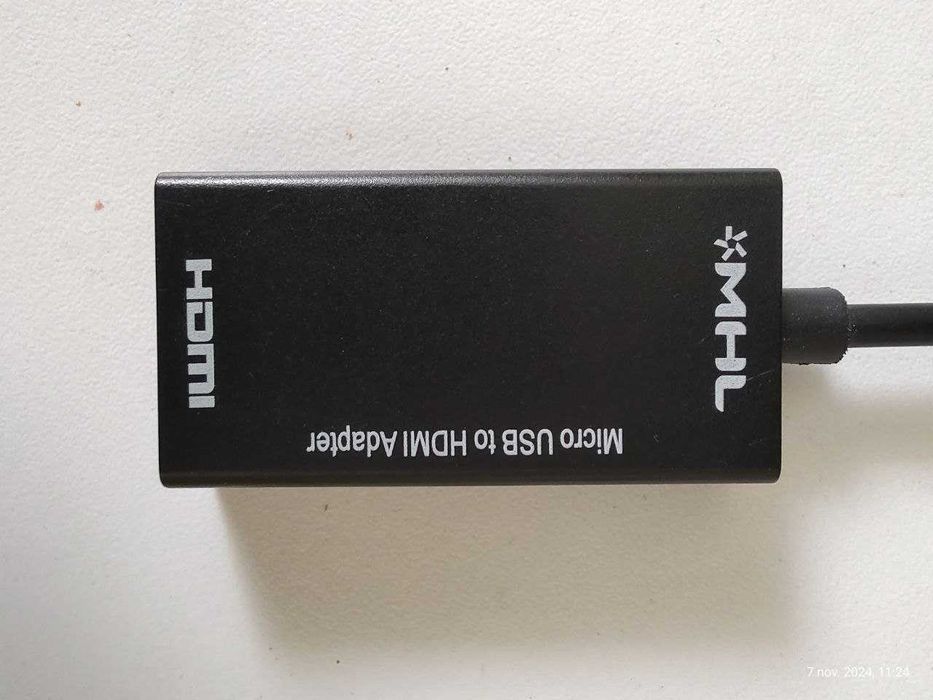 HDMI
MHL
Micro USB to HDMI Adapter
7 nov. 2024, 11:24